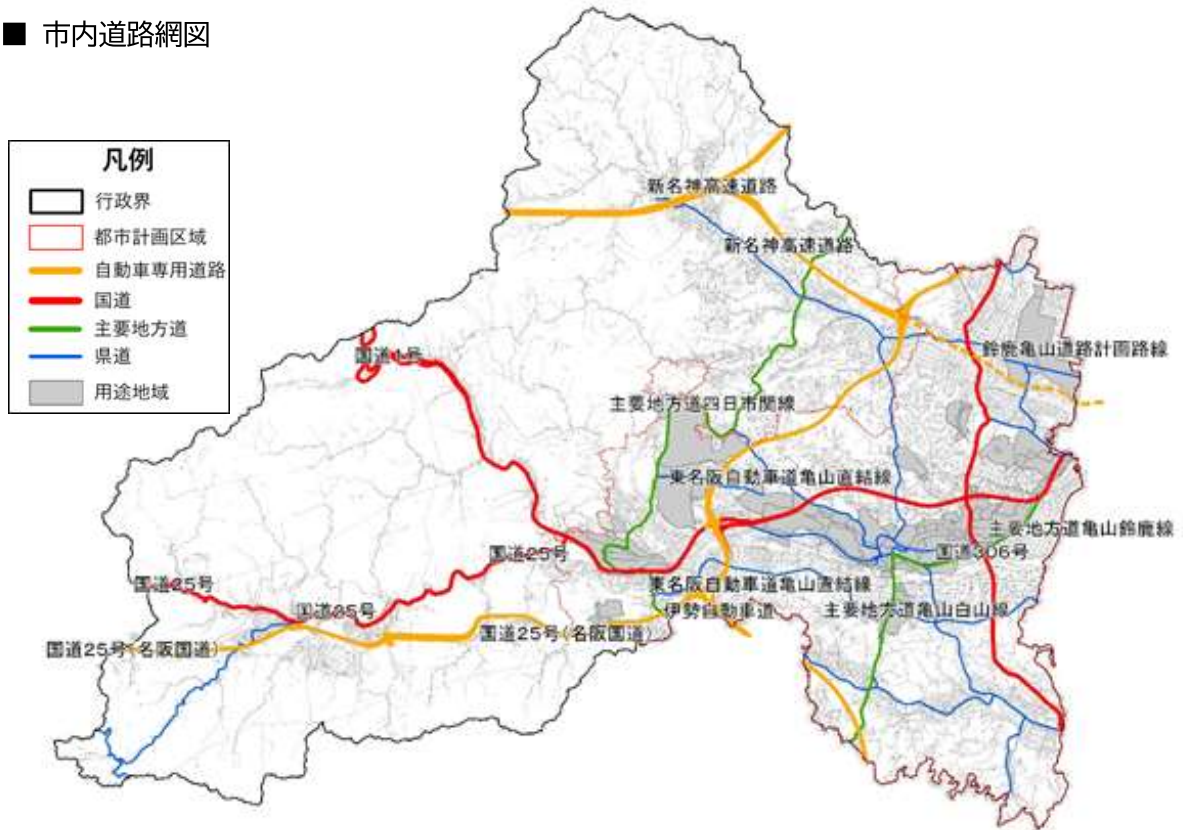 ■ 市内道路網図
凡例
行政界
都市計画区域
自動車専用道路
国道
主要地方道
県道
用途地域
新名神高速道路
新名神高速道路
国道1号
鈴鹿亀山道路計画路線
主要地方道四日市関線
東名阪自動車道亀山直結線
主要地方道亀山鈴鹿線
国道306号
国道25号
国道25号
東名阪自動車道亀山直結線
国道25号
伊勢自動車道
主要地方道亀山白山線
国道25号(名阪国道)
国道25号(名阪国道)